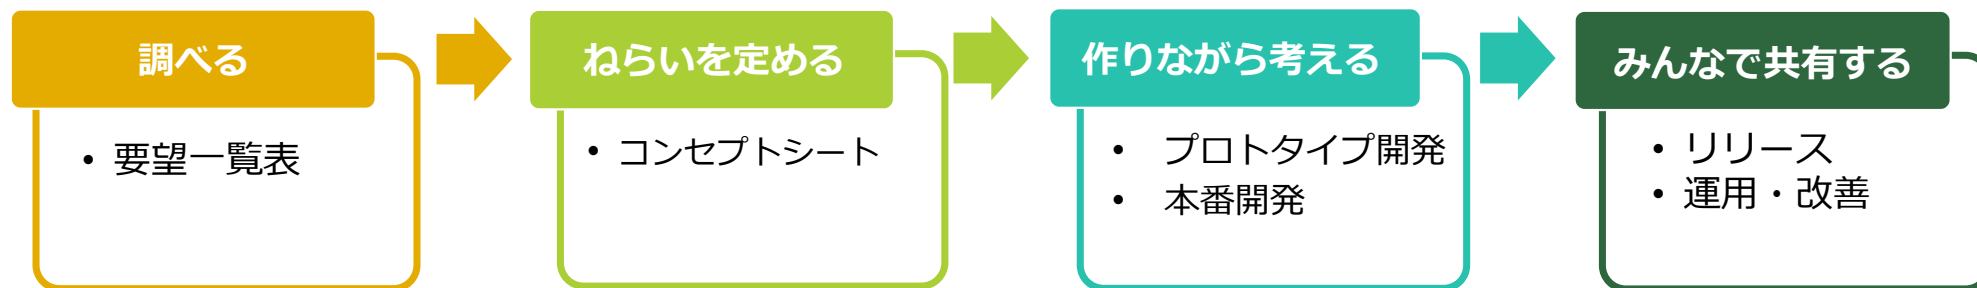 調べる
• 要望一覧表
ねらいを定める
• コンセプトシート
作りながら考える
• プロトタイプ開発
• 本番開発
みんなで共有する
• リリース
• 運用・改善